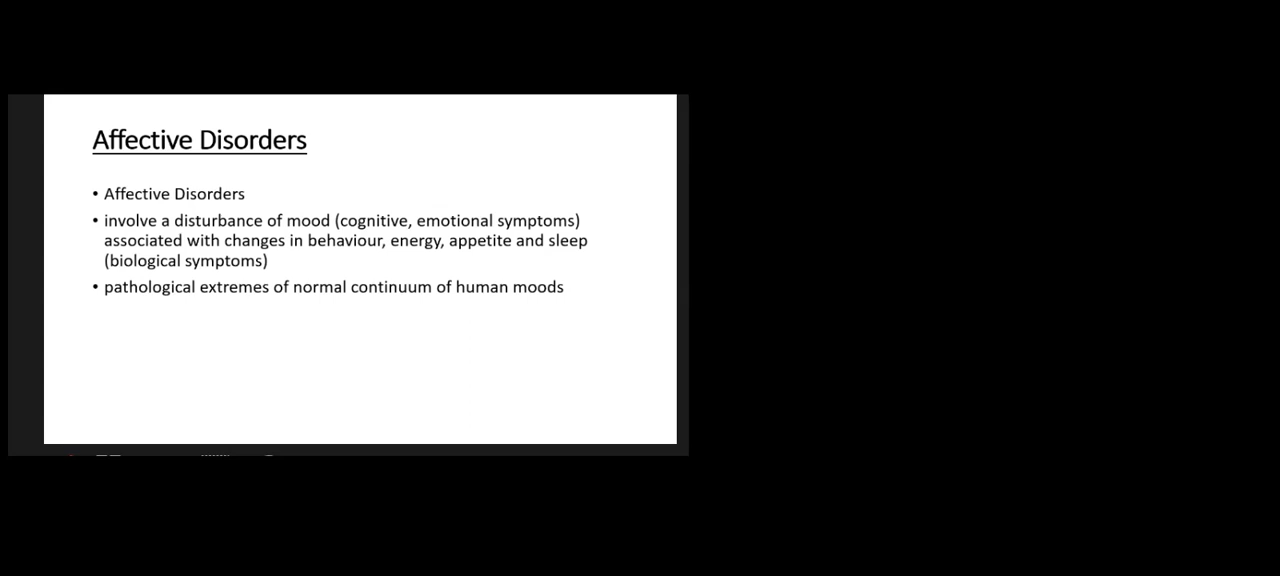 Affective Disorders
• Affective Disorders
• involve a disturbance of mood (cognitive, emotional symptoms)
associated with changes in behaviour, energy, appetite and sleep
(biological symptoms)
• pathological extremes of normal continuum of human moods